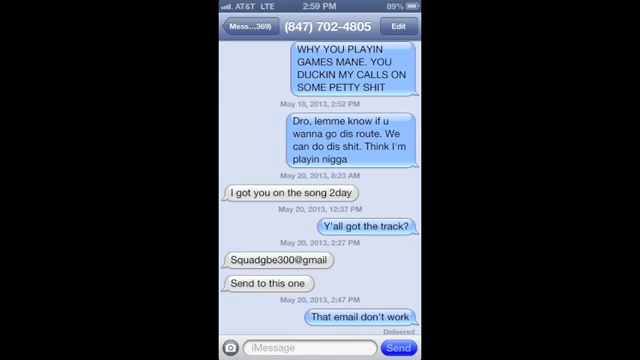 AT&T LTE 2:59 PM 89%
Mess...369) (847) 702-4805 Edit
WHY YOU PLAYIN
GAMES MANE. YOU
DUCKIN MY CALLS ON
SOME PETTY SHIT
May 18, 2013, 2:52 PM
Dro, lemme know if u
wanna go dis route. We
can do dis shit. Think I'm
playin nigga
May 20, 2013, 8:23 AM
I got you on the song 2day
May 20, 2013, 12:37 PM
Y'all got the track?
May 20, 2013, 2:27 PM
Squadgbe300@gmail
Send to this one
May 20, 2013, 2:47 PM
That email don't work
Delivered
iMessage Send